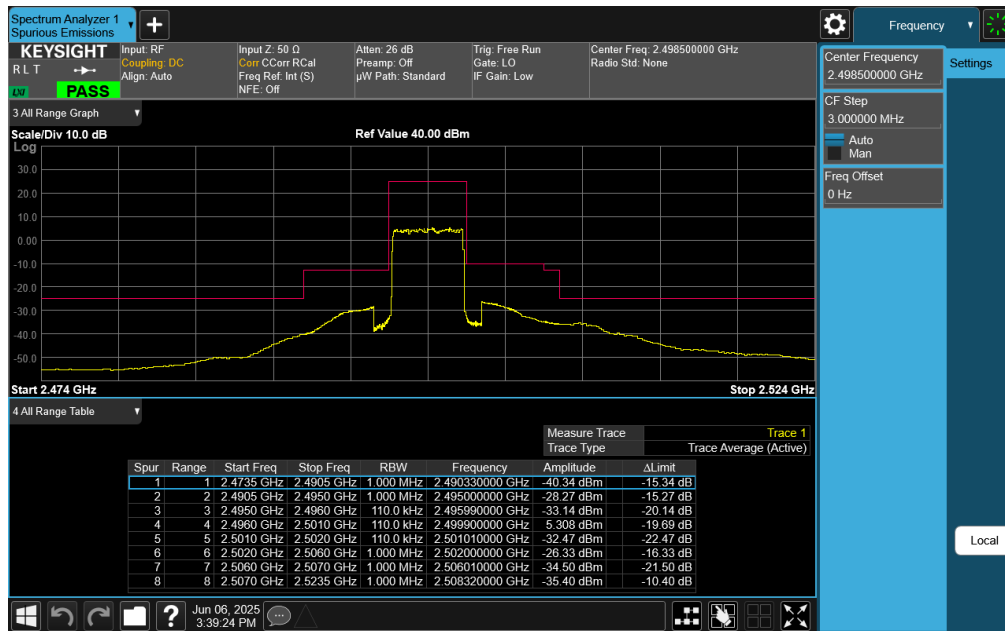 Spectrum Analyzer 1
Spurious Emissions
Frequency
KEYSIGHT
R L T
LXI
PASS
Input: RF
Coupling: DC
Align: Auto
Input Z: 50 Ω
Corr CCorr RCal
Freq Ref: Int (S)
NFE: Off
Atten: 26 dB
Preamp: Off
µW Path: Standard
Trig: Free Run
Gate: LO
IF Gain: Low
Center Freq: 2.498500000 GHz
Radio Std: None
Center Frequency
2.498500000 GHz
Settings
CF Step
3.000000 MHz
Auto
Man
Freq Offset
0 Hz
3 All Range Graph
Scale/Div 10.0 dB
Ref Value 40.00 dBm
Log
30.0
20.0
10.0
0.00
-10.0
-20.0
-30.0
-40.0
-50.0
Start 2.474 GHz
Stop 2.524 GHz
4 All Range Table
Measure Trace Trace 1
Trace Type Trace Average (Active)
Spur Range Start Freq Stop Freq RBW Frequency Amplitude ΔLimit
1 1 2.4735 GHz 2.4905 GHz 1.000 MHz 2.490330000 GHz -40.34 dBm -15.34 dB
2 2 2.4905 GHz 2.4950 GHz 1.000 MHz 2.495000000 GHz -28.27 dBm -15.27 dB
3 3 2.4950 GHz 2.4960 GHz 110.0 kHz 2.495990000 GHz -33.14 dBm -20.14 dB
4 4 2.4960 GHz 2.5010 GHz 110.0 kHz 2.499900000 GHz 5.308 dBm -19.69 dB
5 5 2.5010 GHz 2.5020 GHz 110.0 kHz 2.501010000 GHz -32.47 dBm -22.47 dB
6 6 2.5020 GHz 2.5060 GHz 1.000 MHz 2.502000000 GHz -26.33 dBm -16.33 dB
7 7 2.5060 GHz 2.5070 GHz 1.000 MHz 2.506010000 GHz -34.50 dBm -21.50 dB
8 8 2.5070 GHz 2.5235 GHz 1.000 MHz 2.508320000 GHz -35.40 dBm -10.40 dB
Local
Jun 06, 2025
3:39:24 PM